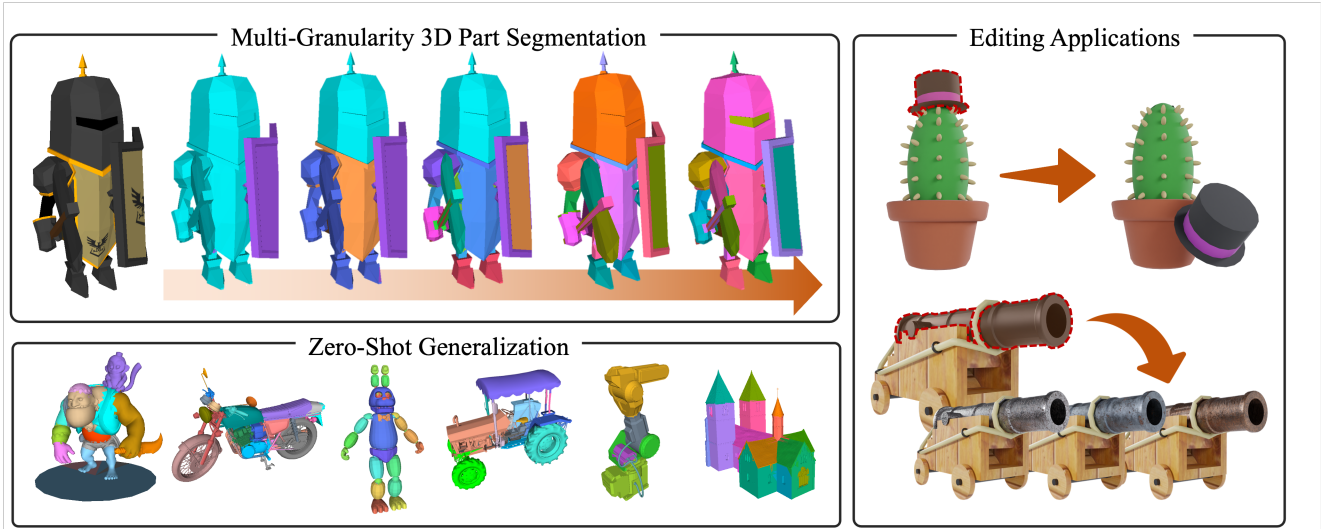 Multi-Granularity 3D Part Segmentation
Editing Applications
Zero-Shot Generalization